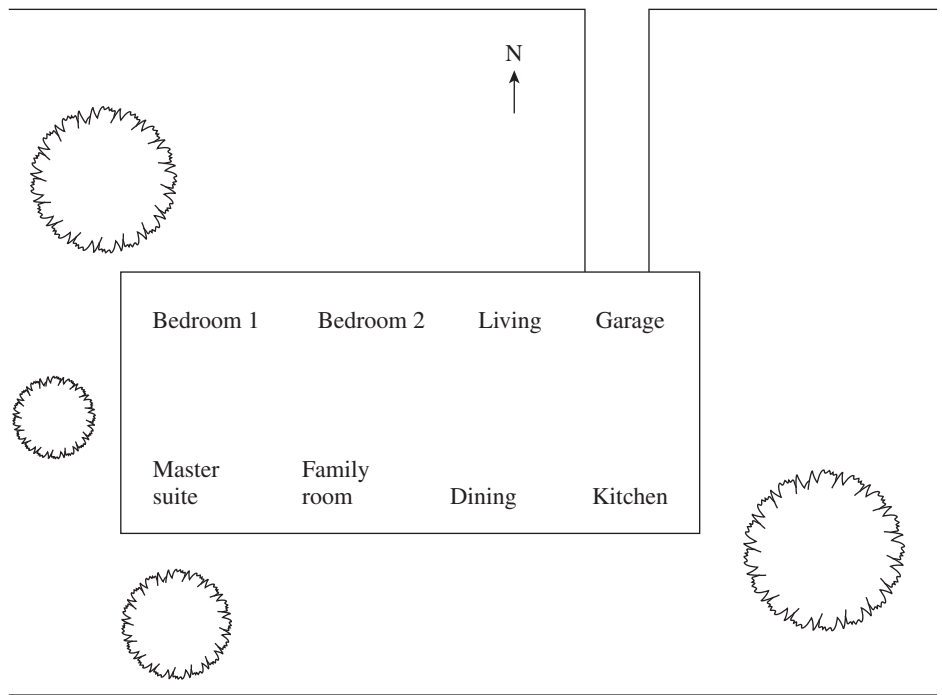 N
Bedroom 1
Bedroom 2
Living
Garage
Master
suite
Family
room
Dining
Kitchen